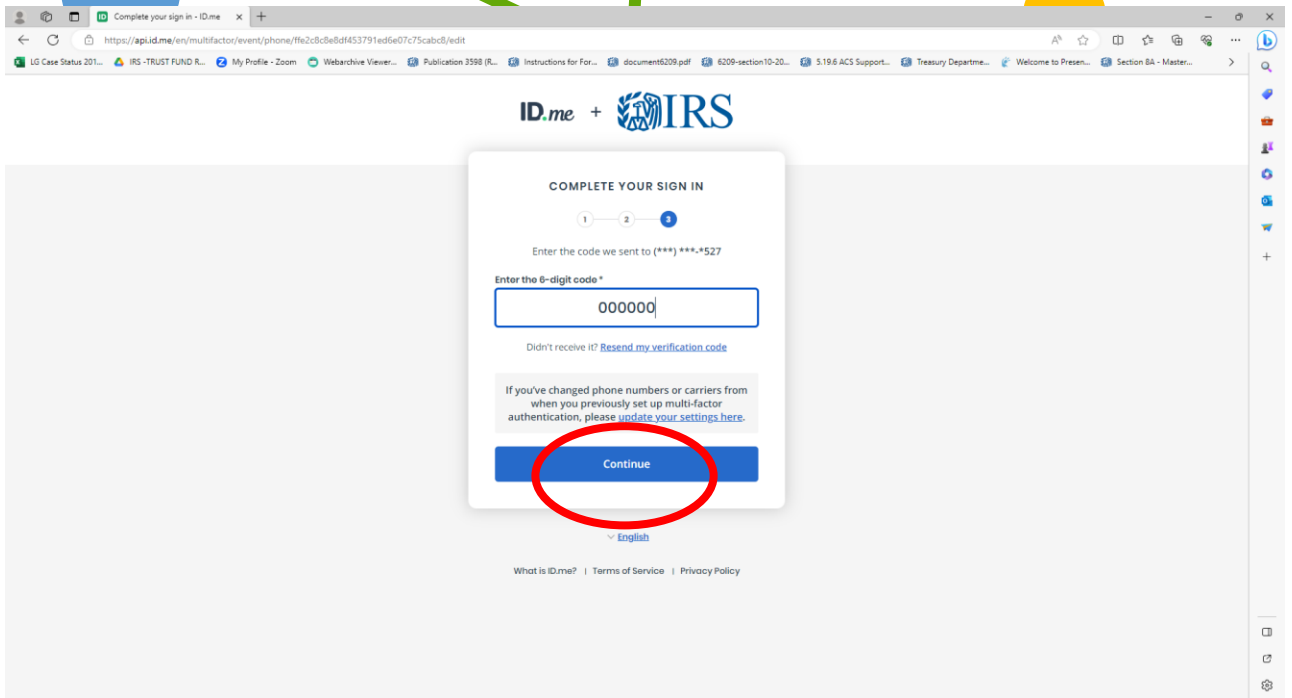 Complete your sign in - ID.me
https://api.id.me/en/multifactor/event/phone/ffe2c8c8e8df453791ed6e07c75cabc8/edit
LG Case Status 201... IRS -TRUST FUND R... My Profile - Zoom Webarchive Viewer... Publication 3598 (R... Instructions for For... document6209.pdf 6209-section10-20... 5.19.6 ACS Support... Treasury Departme... Welcome to Presen... Section 8A - Master...
ID.me + IRS
COMPLETE YOUR SIGN IN
1 2 3
Enter the code we sent to (***) ***-*527
Enter the 6-digit code *
000000
Didn't receive it? Resend my verification code
If you've changed phone numbers or carriers from
when you previously set up multi-factor
authentication, please update your settings here.
Continue
English
What is ID.me? | Terms of Service | Privacy Policy